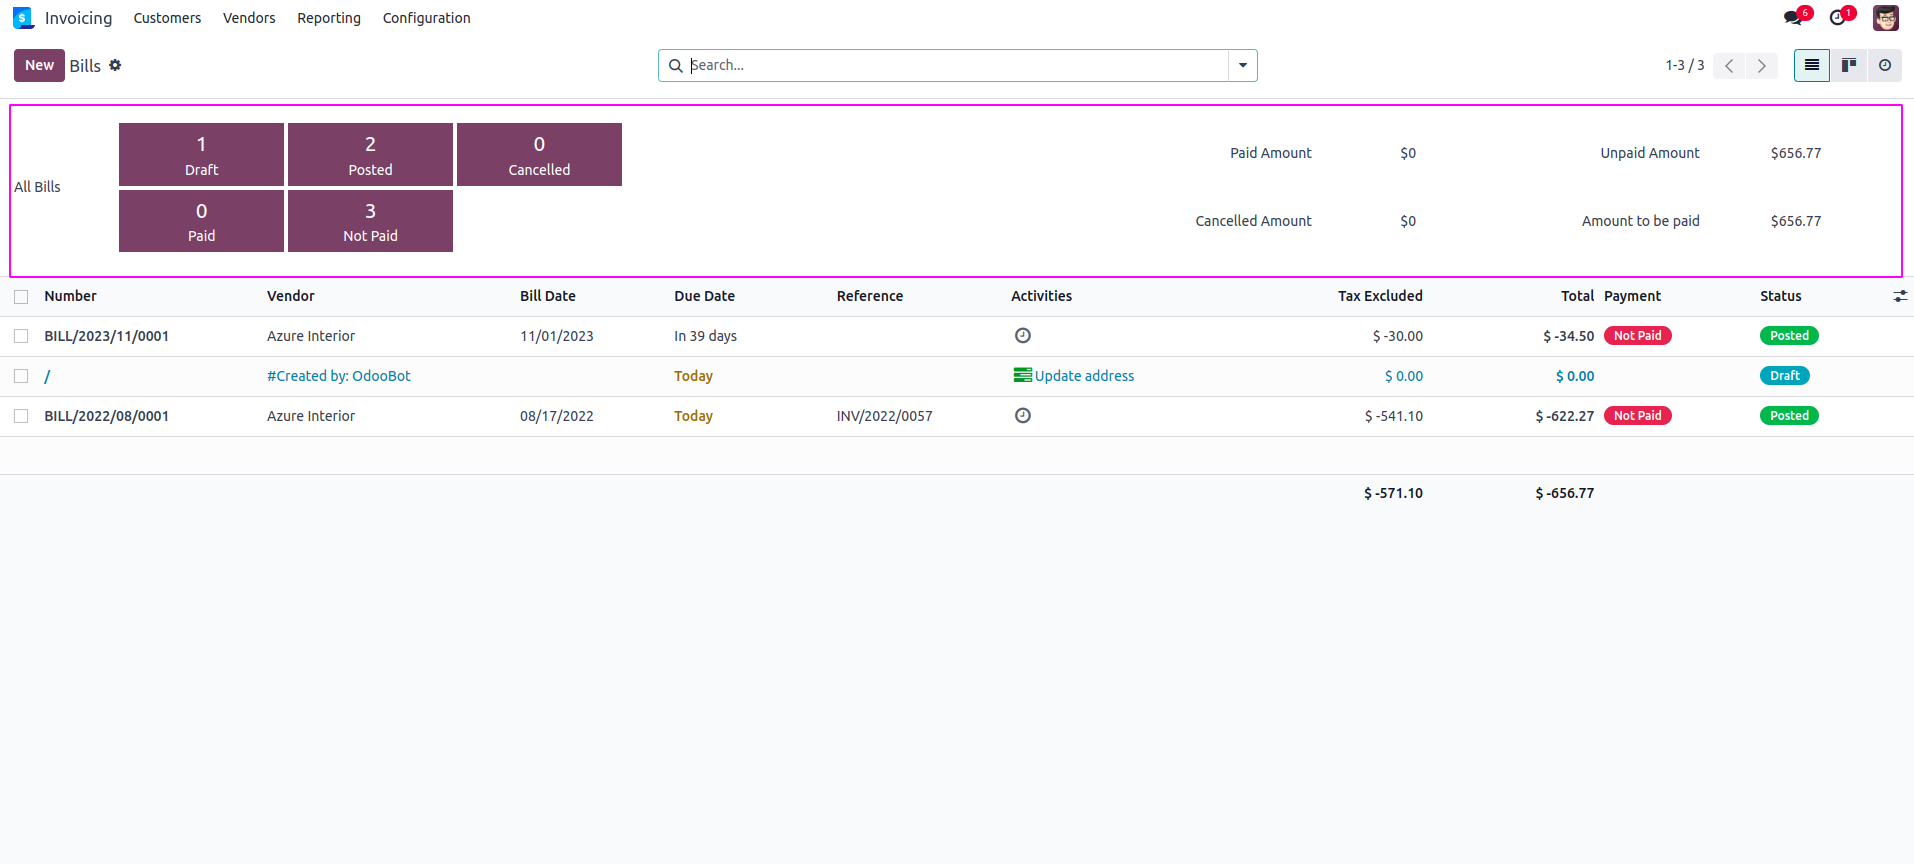 Invoicing Customers Vendors Reporting Configuration 6 1
New Bills Search... 1-3 / 3
All Bills
1 Draft
2 Posted
0 Cancelled
0 Paid
3 Not Paid
Paid Amount $0 Unpaid Amount $656.77
Cancelled Amount $0 Amount to be paid $656.77
Number Vendor Bill Date Due Date Reference Activities Tax Excluded Total Payment Status
BILL/2023/11/0001 Azure Interior 11/01/2023 In 39 days $ -30.00 $ -34.50 Not Paid Posted
/ #Created by: OdooBot Today Update address $ 0.00 $ 0.00 Draft
BILL/2022/08/0001 Azure Interior 08/17/2022 Today INV/2022/0057 $ -541.10 $ -622.27 Not Paid Posted
$ -571.10 $ -656.77